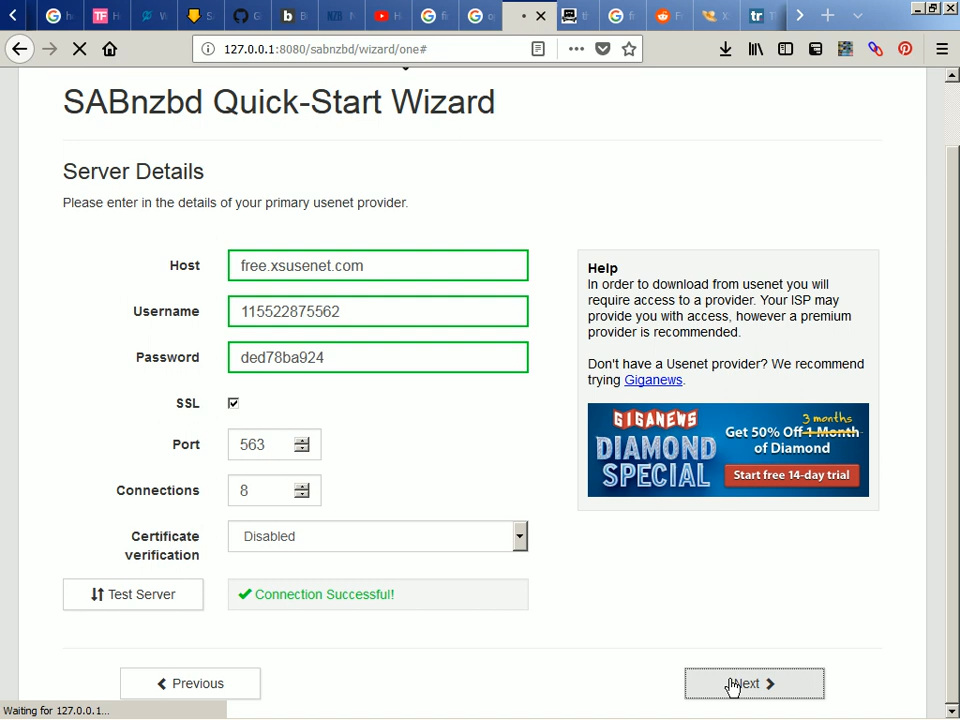 127.0.0.1:8080/sabnzbd/wizard/one#
SABnzbd Quick-Start Wizard
Server Details
Please enter in the details of your primary usenet provider.
Host
free.xsusenet.com
Username
115522875562
Password
ded78ba924
SSL
Port
563
Connections
8
Certificate
verification
Disabled
Test Server
Connection Successful!
Previous
Next
Help
In order to download from usenet you will
require access to a provider. Your ISP may
provide you with access, however a premium
provider is recommended.
Don't have a Usenet provider? We recommend
trying Giganews.
GIGANEWS
DIAMOND
SPECIAL
3 months
Get 50% Off 1 Month
of Diamond
Start free 14-day trial
Waiting for 127.0.0.1...